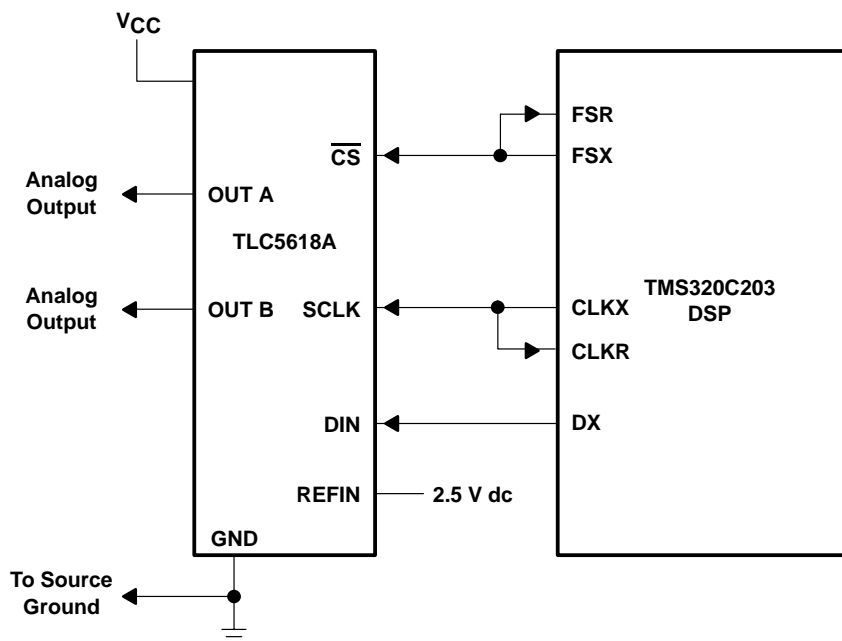 VCC
FSR
CS
FSX
Analog
Output
OUT A
TLC5618A
Analog
Output
OUT B
SCLK
CLKX
TMS320C203
DSP
CLKR
DIN
DX
REFIN
2.5 V dc
GND
To Source
Ground